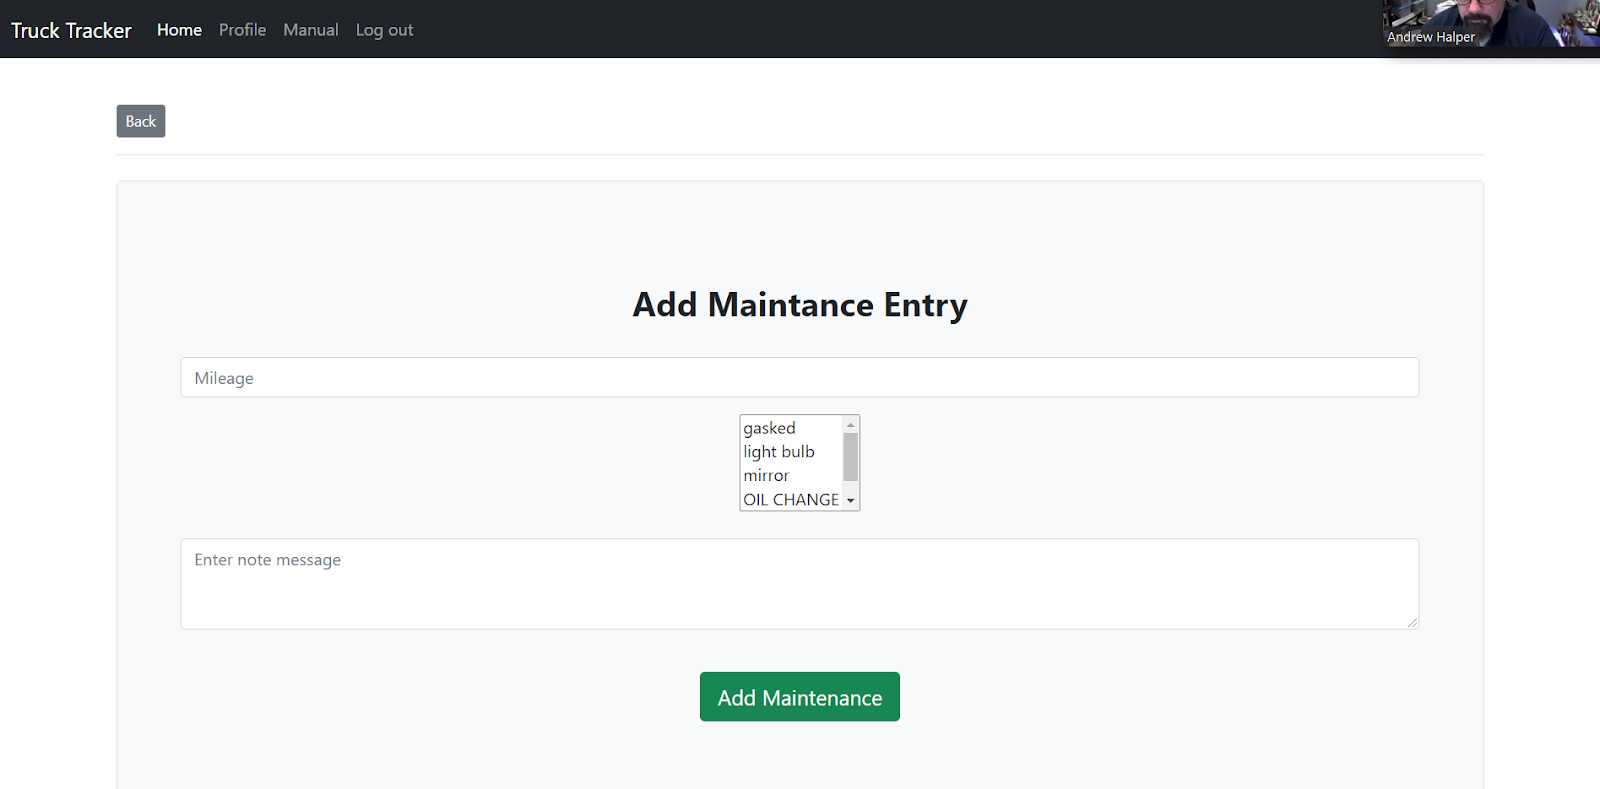 Truck Tracker Home Profile Manual Log out
Andrew Halper
Back
Add Maintance Entry
Mileage
gasked
light bulb
mirror
OIL CHANGE
Enter note message
Add Maintenance